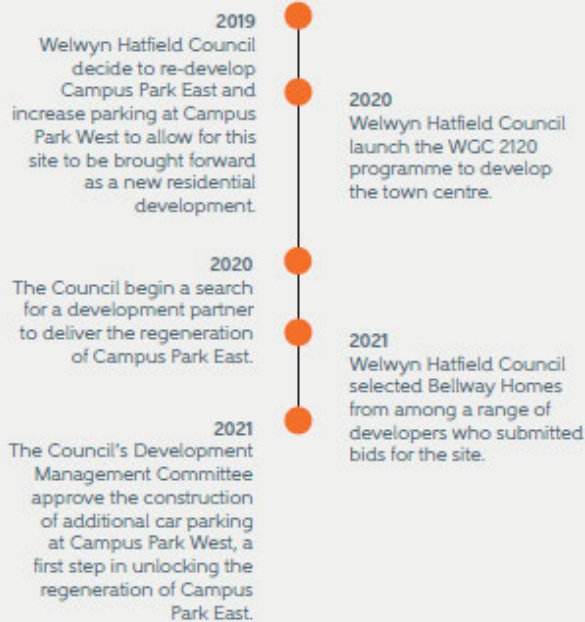 2019
Welwyn Hatfield Council
decide to re-develop
Campus Park East and
increase parking at Campus
Park West to allow for this
site to be brought forward
as a new residential
development.
2020
Welwyn Hatfield Council
launch the WGC 2120
programme to develop
the town centre.
2020
The Council begin a search
for a development partner
to deliver the regeneration
of Campus Park East.
2021
Welwyn Hatfield Council
selected Bellway Homes
from among a range of
developers who submitted
bids for the site.
2021
The Council's Development
Management Committee
approve the construction
of additional car parking
at Campus Park West, a
first step in unlocking the
regeneration of Campus
Park East.